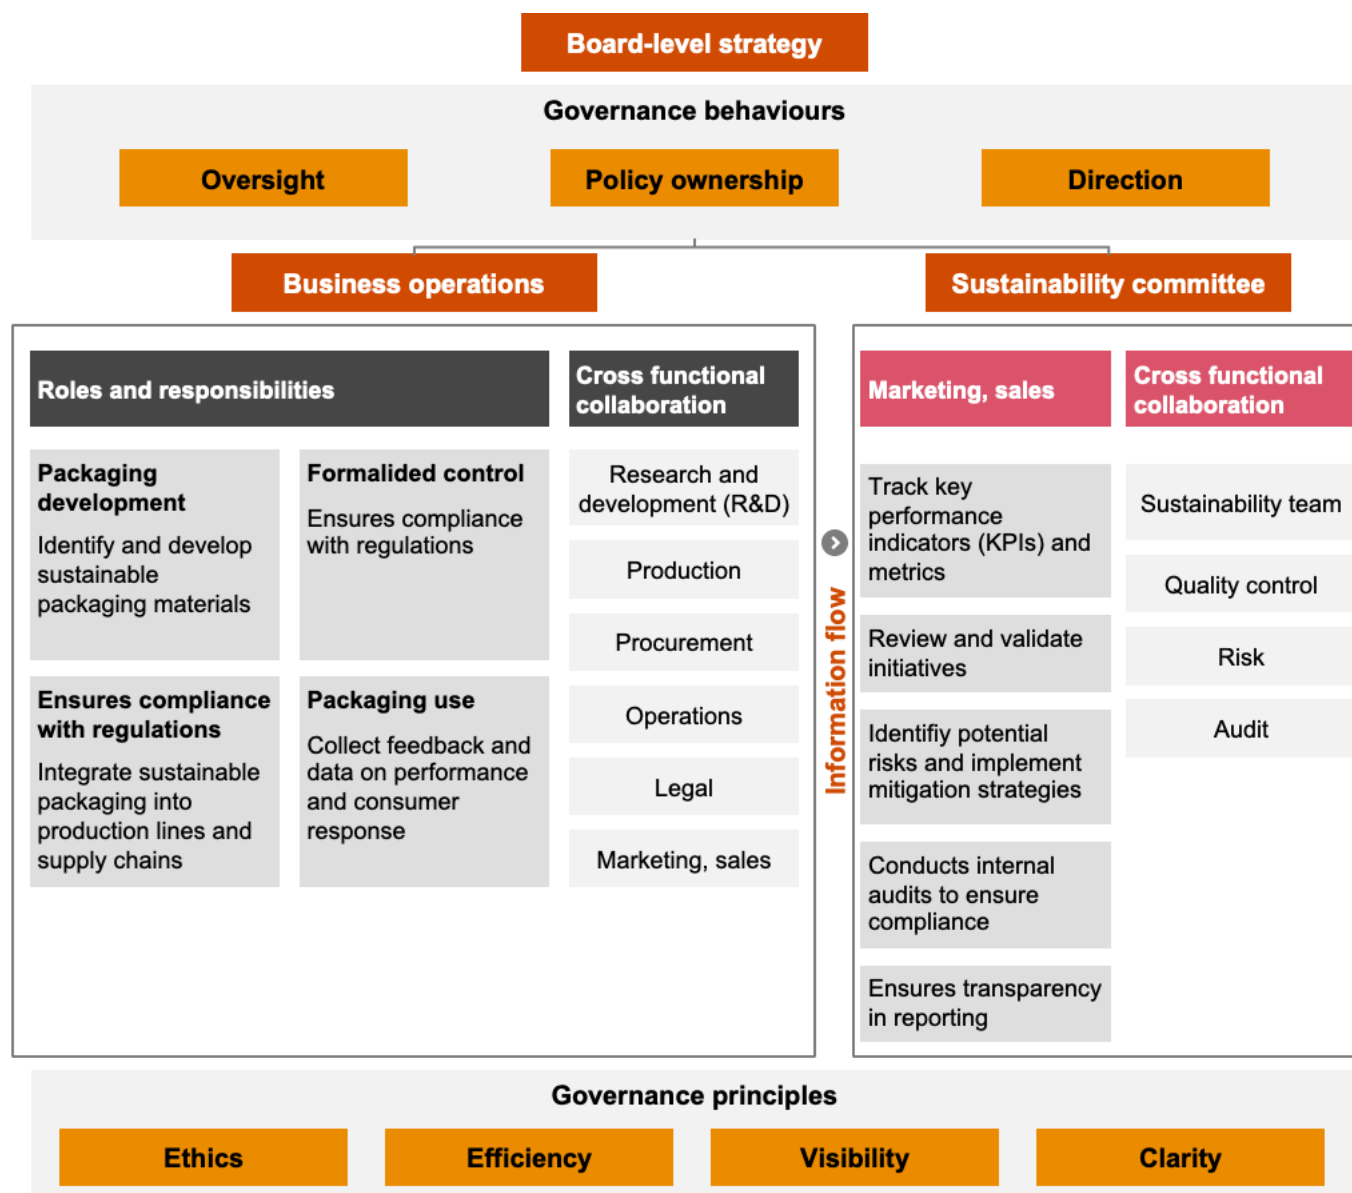 Board-level strategy
Governance behaviours
Oversight
Policy ownership
Direction
Business operations
Sustainability committee
Roles and responsibilities
Cross functional
collaboration
Packaging
development
Identify and develop
sustainable
packaging materials
Formalided control
Ensures compliance
with regulations
Ensures compliance
with regulations
Integrate sustainable
packaging into
production lines and
supply chains
Packaging use
Collect feedback and
data on performance
and consumer
response
Research and
development (R&D)
Production
Procurement
Operations
Legal
Marketing, sales
Information flow
Marketing, sales
Cross functional
collaboration
Track key
performance
indicators (KPIs) and
metrics
Review and validate
initiatives
Identifiy potential
risks and implement
mitigation strategies
Conducts internal
audits to ensure
compliance
Ensures transparency
in reporting
Sustainability team
Quality control
Risk
Audit
Governance principles
Ethics
Efficiency
Visibility
Clarity